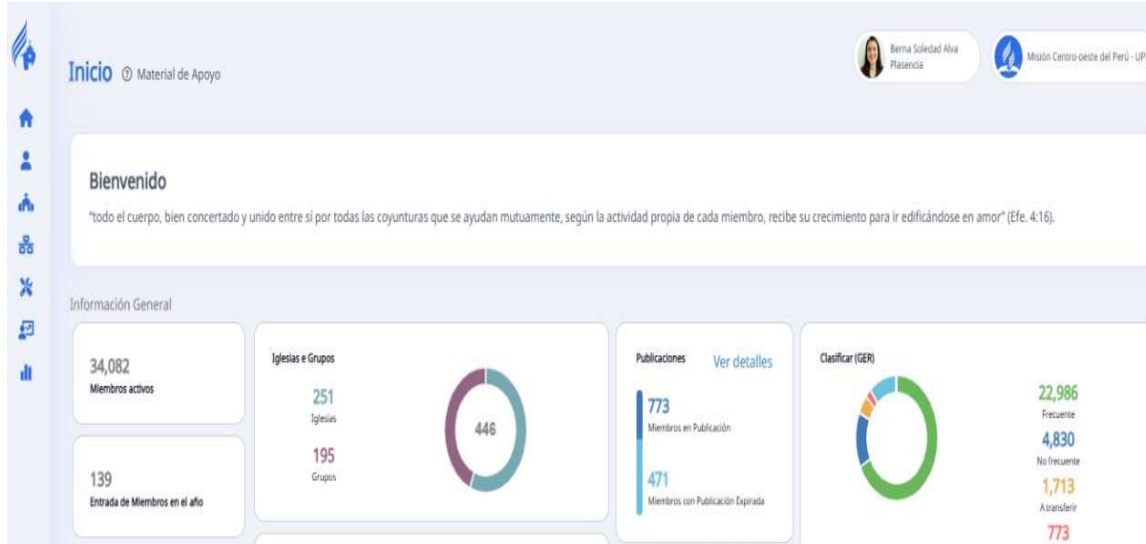 Inicio
Material de Apoyo
Berna Soledad Alva
Plasencia
Misión Centro-oeste del Perú - UP
Bienvenido
"todo el cuerpo, bien concertado y unido entre sí por todas las coyunturas que se ayudan mutuamente, según la actividad propia de cada miembro, recibe su crecimiento para ir edificándose en amor" (Efe. 4:16).
Información General
34,082
Miembros activos
139
Entrada de Miembros en el año
Iglesias e Grupos
251
Iglesias
195
Grupos
446
Publicaciones
Ver detalles
773
Miembros en Publicación
471
Miembros con Publicación Expirada
Clasificar (GER)
22,986
Frecuente
4,830
No frecuente
1,713
A transferir
773